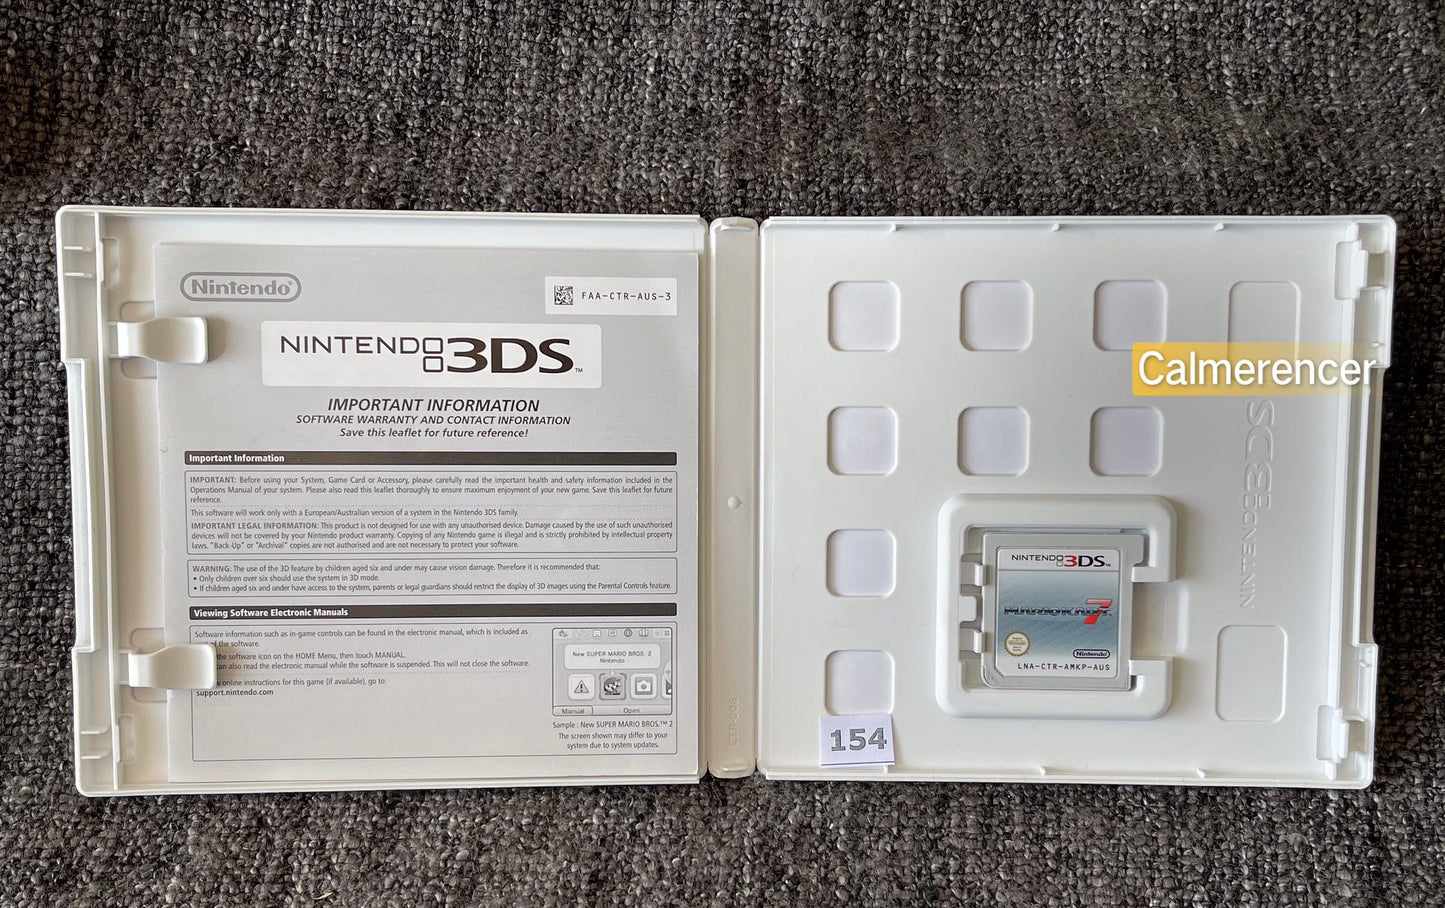 Nintendo®
FAA-CTR-AUS-3
NINTENDO 3DS™
IMPORTANT INFORMATION
SOFTWARE WARRANTY AND CONTACT INFORMATION
Save this leaflet for future reference!
Important Information
IMPORTANT: Before using your System, Game Card or Accessory, please carefully read the important health and safety information included in the
Operations Manual of your system. Please also read this leaflet thoroughly to ensure maximum enjoyment of your new game. Save this leaflet for future
reference.
This software will work only with a European/Australian version of a system in the Nintendo 3DS family.
IMPORTANT LEGAL INFORMATION: This product is not designed for use with any unauthorised device. Damage caused by the use of such unauthorised
devices will not be covered by your Nintendo product warranty. Copying of any Nintendo game is illegal and is strictly prohibited by intellectual property
laws. "Back-Up" or "Archival" copies are not authorised and are not necessary to protect your software.
WARNING: The use of the 3D feature by children aged six and under may cause vision damage. Therefore it is recommended that:
• Only children over six should use the system in 3D mode.
• If children aged six and under have access to the system, parents or legal guardians should restrict the display of 3D images using the Parental Controls feature.
Viewing Software Electronic Manuals
Software information such as in-game controls can be found in the electronic manual, which is included as
of the software.
the software icon on the HOME Menu, then touch MANUAL.
can also read the electronic manual while the software is suspended. This will not close the software.
online instructions for this game (if available), go to:
support.nintendo.com
New SUPER MARIO BROS. 2
Nintendo
Manual
Open
Sample : New SUPER MARIO BROS.™ 2
The screen shown may differ to your
system due to system updates.
CTR-006
Calmerencer
NINTENDO 3DS
NINTENDO 3DS™
MARIOKART 7
Nintendo
LNA-CTR-AMKP-AUS
154